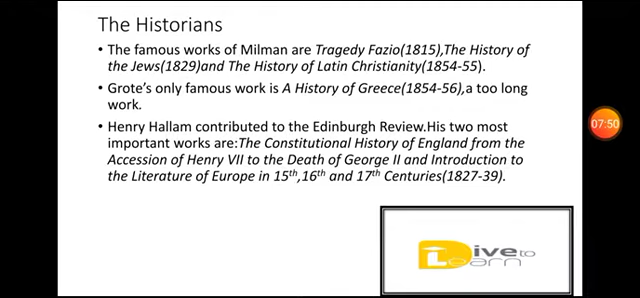 The Historians
• The famous works of Milman are Tragedy Fazio(1815),The History of
the Jews(1829)and The History of Latin Christianity(1854-55).
• Grote's only famous work is A History of Greece(1854-56),a too long
work.
• Henry Hallam contributed to the Edinburgh Review.His two most
important works are:The Constitutional History of England from the
Accession of Henry VII to the Death of George II and Introduction to
the Literature of Europe in 15th,16th and 17th Centuries(1827-39).
07:50
Dive to
Learn